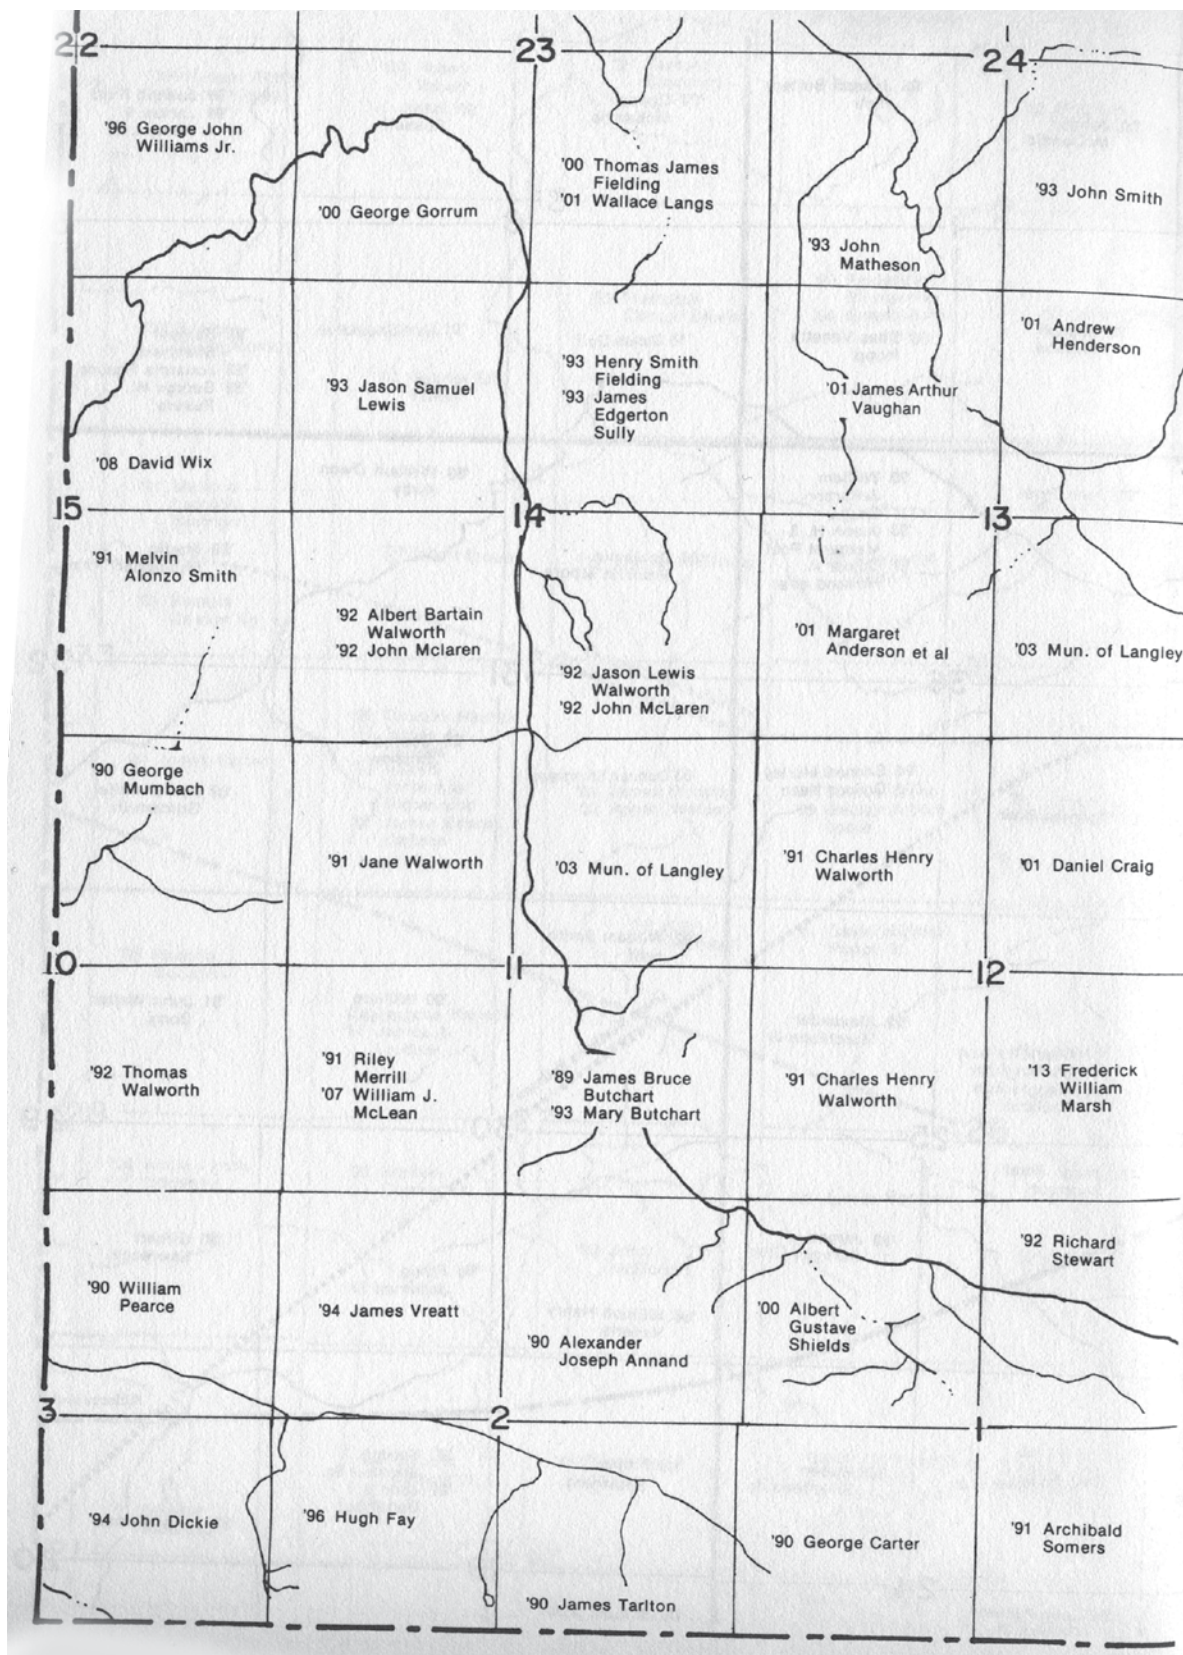 22
23
24
'96 George John
Williams Jr.
'00 George Gorrum
'00 Thomas James
Fielding
'01 Wallace Langs
'93 John
Matheson
'93 John Smith
'93 Jason Samuel
Lewis
'93 Henry Smith
Fielding
'93 James
Edgerton
Sully
'01 James Arthur
Vaughan
'01 Andrew
Henderson
'08 David Wix
15
14
13
'91 Melvin
Alonzo Smith
'92 Albert Bartain
Walworth
'92 John Mclaren
'92 Jason Lewis
Walworth
'92 John McLaren
'01 Margaret
Anderson et al
'03 Mun. of Langley
'90 George
Mumbach
'91 Jane Walworth
'03 Mun. of Langley
'91 Charles Henry
Walworth
'01 Daniel Craig
10
11
12
'92 Thomas
Walworth
'91 Riley
Merrill
'07 William J.
McLean
'89 James Bruce
Butchart
'93 Mary Butchart
'91 Charles Henry
Walworth
'13 Frederick
William
Marsh
'90 William
Pearce
'94 James Vreatt
'90 Alexander
Joseph Annand
'00 Albert
Gustave
Shields
'92 Richard
Stewart
3
2
1
'94 John Dickie
'96 Hugh Fay
'90 James Tarlton
'90 George Carter
'91 Archibald
Somers